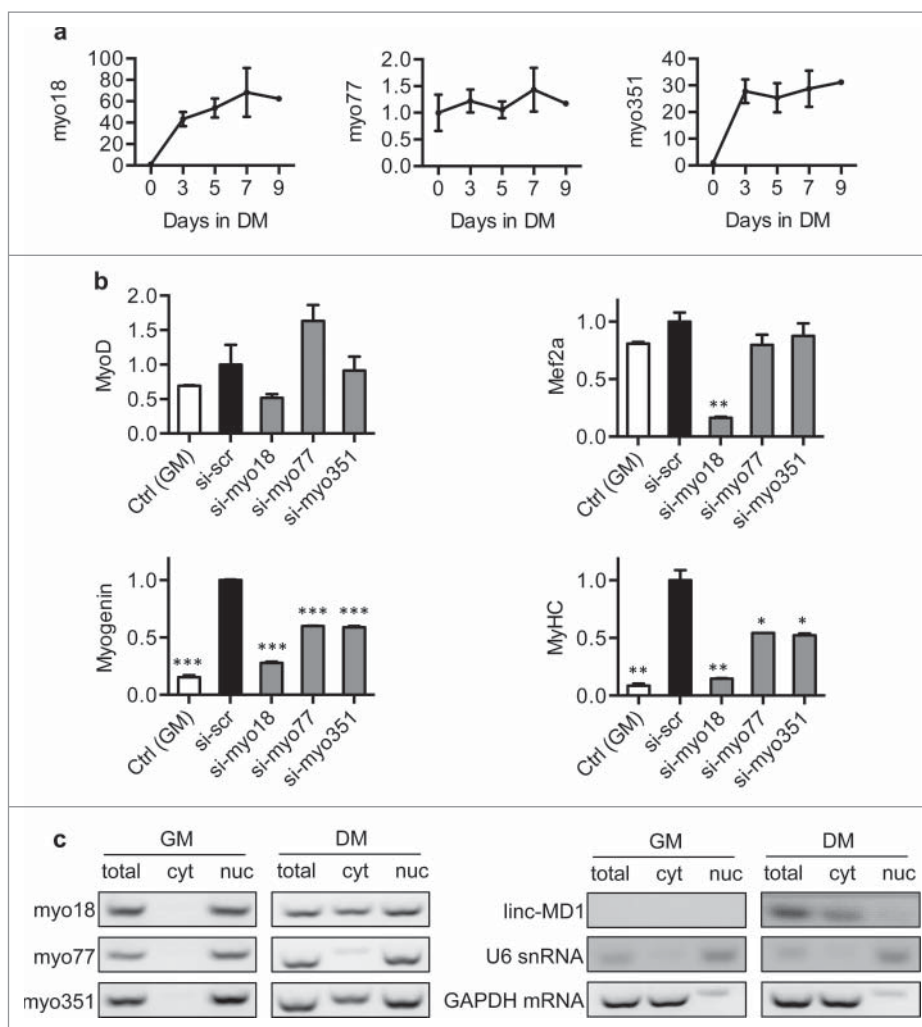 a
myo18
100
80
60
40
20
0
0 3 5 7 9
Days in DM
myo77
2.0
1.5
1.0
0.5
0.0
0 3 5 7 9
Days in DM
myo351
40
30
20
10
0
0 3 5 7 9
Days in DM
b
MyoD
2.0
1.5
1.0
0.5
0.0
Ctrl (GM) si-scr si-myo18 si-myo77 si-myo351
Mef2a
1.0
0.5
0.0
**
Ctrl (GM) si-scr si-myo18 si-myo77 si-myo351
Myogenin
1.0
0.5
0.0
*** *** *** ***
Ctrl (GM) si-scr si-myo18 si-myo77 si-myo351
MyHC
1.0
0.5
0.0
** ** * *
Ctrl (GM) si-scr si-myo18 si-myo77 si-myo351
c
GM DM
total cyt nuc total cyt nuc
myo18
myo77
myo351
GM DM
total cyt nuc total cyt nuc
linc-MD1
U6 snRNA
GAPDH mRNA